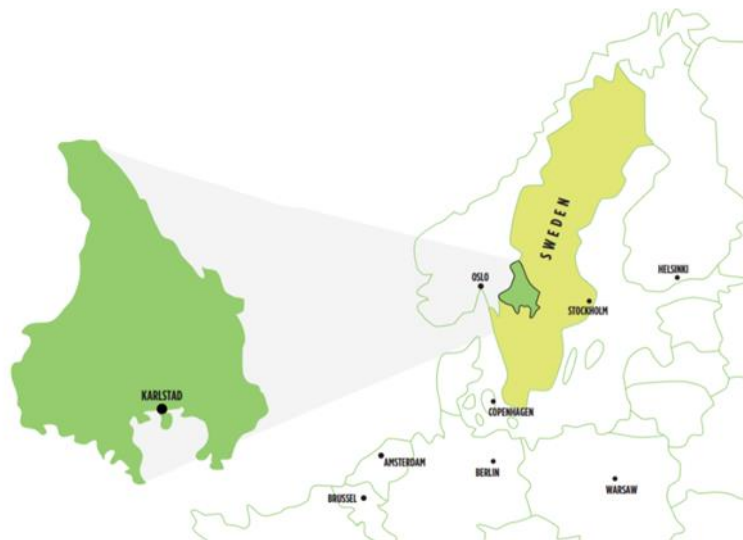 SWEDEN
OSLO
HELSINKI
STOCKHOLM
KARLSTAD
COPENHAGEN
AMSTERDAM
BERLIN
BRUSSEL
WARSAW